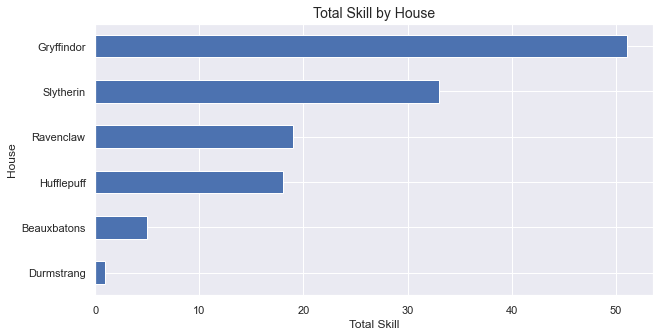 Total Skill by House
House
Gryffindor
Slytherin
Ravenclaw
Hufflepuff
Beauxbatons
Durmstrang
0 10 20 30 40 50
Total Skill